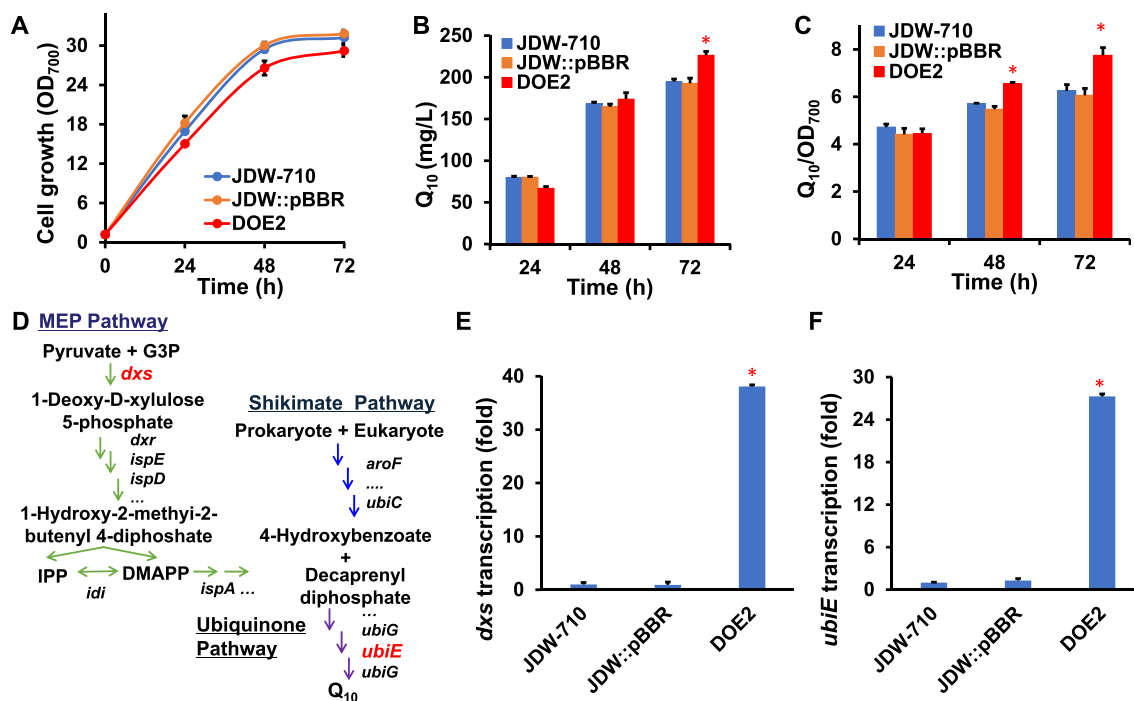 A
Cell growth (OD700)
30
24
18
12
6
0
JDW-710
JDW::pBBR
DOE2
0 24 48 72
Time (h)
B
Q10 (mg/L)
250
200
150
100
50
0
JDW-710
JDW::pBBR
DOE2
*
24 48 72
Time (h)
C
Q10/OD700
8
6
4
2
0
JDW-710
JDW::pBBR
DOE2
*
*
24 48 72
Time (h)
D
MEP Pathway
Pyruvate + G3P
dxs
1-Deoxy-D-xylulose
5-phosphate
dxr
ispE
ispD
...
1-Hydroxy-2-methyi-2-
butenyl 4-diphoshate
IPP DMAPP
idi
ispA ...
Shikimate Pathway
Prokaryote + Eukaryote
aroF
....
ubiC
4-Hydroxybenzoate
+
Decaprenyl
diphosphate
...
ubiG
ubiE
ubiG
Q10
Ubiquinone
Pathway
E
dxs transcription (fold)
40
30
20
10
0
*
JDW-710
JDW::pBBR
DOE2
F
ubiE transcription (fold)
30
24
18
12
6
0
*
JDW-710
JDW::pBBR
DOE2